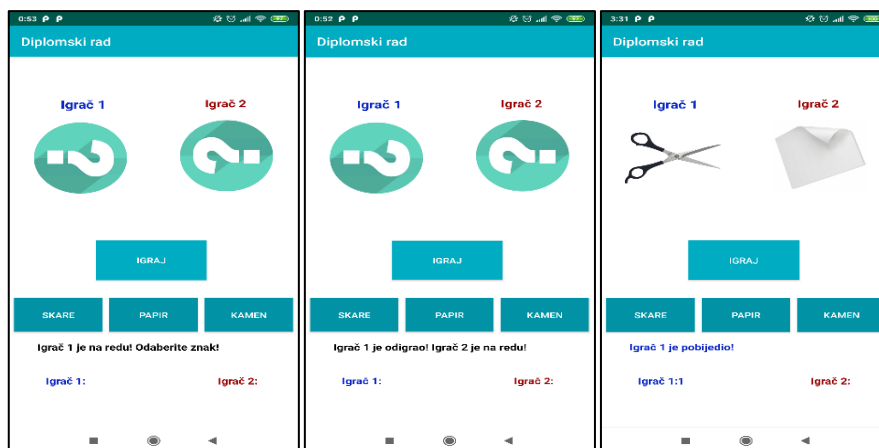 0:53
Diplomski rad
Igrač 1 Igrač 2
IGRAJ
SKARE PAPIR KAMEN
Igrač 1 je na redu! Odaberite znak!
Igrač 1: Igrač 2:
0:52
Diplomski rad
Igrač 1 Igrač 2
IGRAJ
SKARE PAPIR KAMEN
Igrač 1 je odigrao! Igrač 2 je na redu!
Igrač 1: Igrač 2:
3:31
Diplomski rad
Igrač 1 Igrač 2
IGRAJ
SKARE PAPIR KAMEN
Igrač 1 je pobijedio!
Igrač 1:1 Igrač 2: